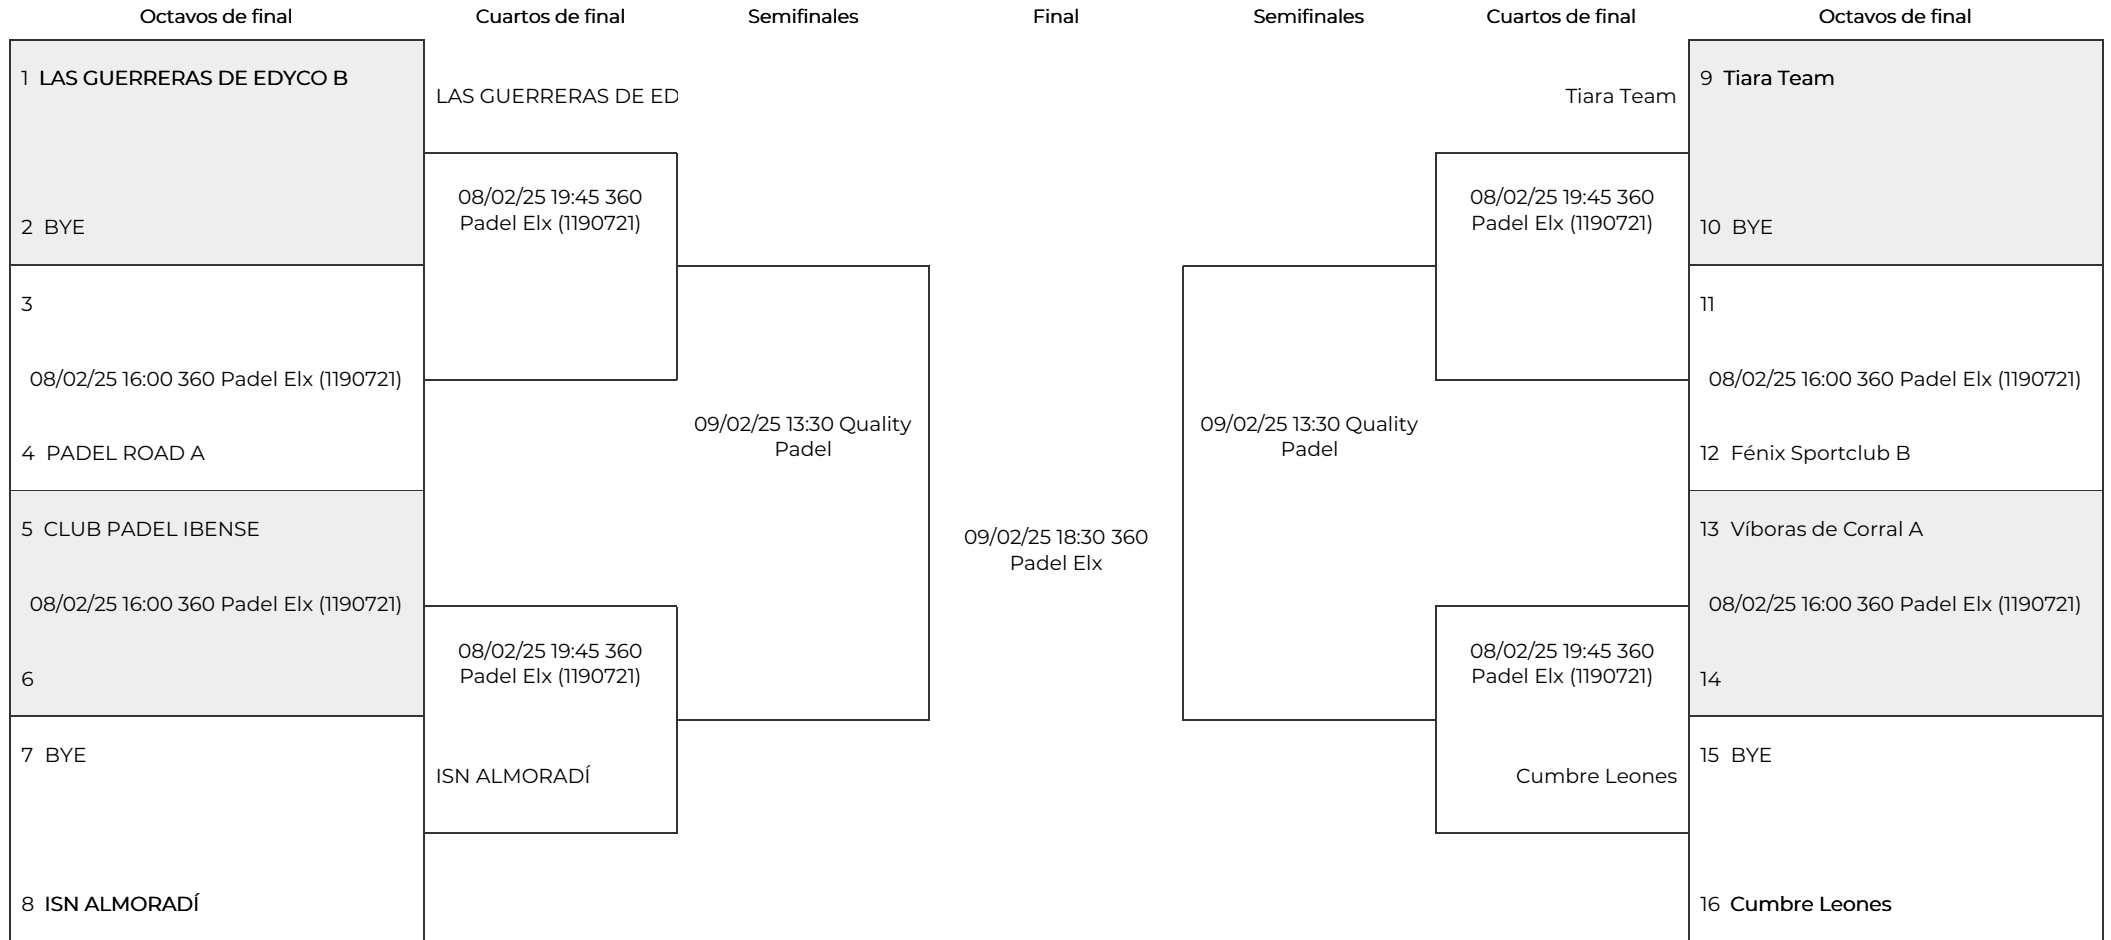 Octavos de final
Cuartos de final
Semifinales
Final
Semifinales
Cuartos de final
Octavos de final
1 LAS GUERRERAS DE EDYCO B
2 BYE
3
08/02/25 16:00 360 Padel Elx (1190721)
4 PADEL ROAD A
5 CLUB PADEL IBENSE
08/02/25 16:00 360 Padel Elx (1190721)
6
7 BYE
8 ISN ALMORADÍ
LAS GUERRERAS DE ED
08/02/25 19:45 360
Padel Elx (1190721)
08/02/25 19:45 360
Padel Elx (1190721)
ISN ALMORADÍ
09/02/25 13:30 Quality
Padel
09/02/25 18:30 360
Padel Elx
09/02/25 13:30 Quality
Padel
Tiara Team
08/02/25 19:45 360
Padel Elx (1190721)
08/02/25 19:45 360
Padel Elx (1190721)
Cumbre Leones
9 Tiara Team
10 BYE
11
08/02/25 16:00 360 Padel Elx (1190721)
12 Fénix Sportclub B
13 Víboras de Corral A
08/02/25 16:00 360 Padel Elx (1190721)
14
15 BYE
16 Cumbre Leones